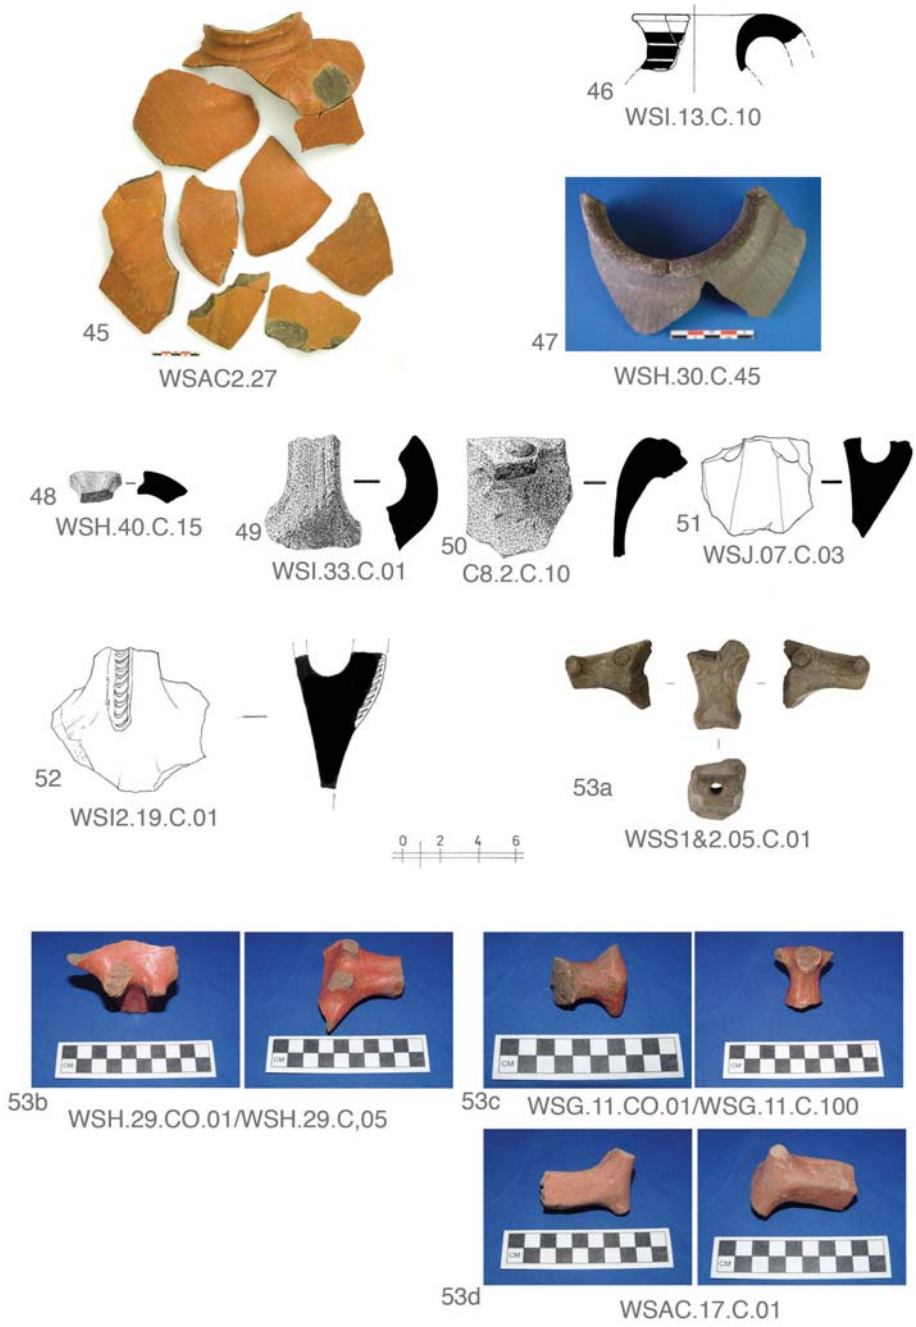 45
WSAC2.27
46
WSI.13.C.10
47
WSH.30.C.45
48
WSH.40.C.15
49
WSI.33.C.01
50
C8.2.C.10
51
WSJ.07.C.03
52
WSI2.19.C.01
53a
WSS1&2.05.C.01
0 2 4 6
CM
CM
53b
WSH.29.CO.01/WSH.29.C,05
CM
CM
53c
WSG.11.CO.01/WSG.11.C.100
CM
CM
53d
WSAC.17.C.01